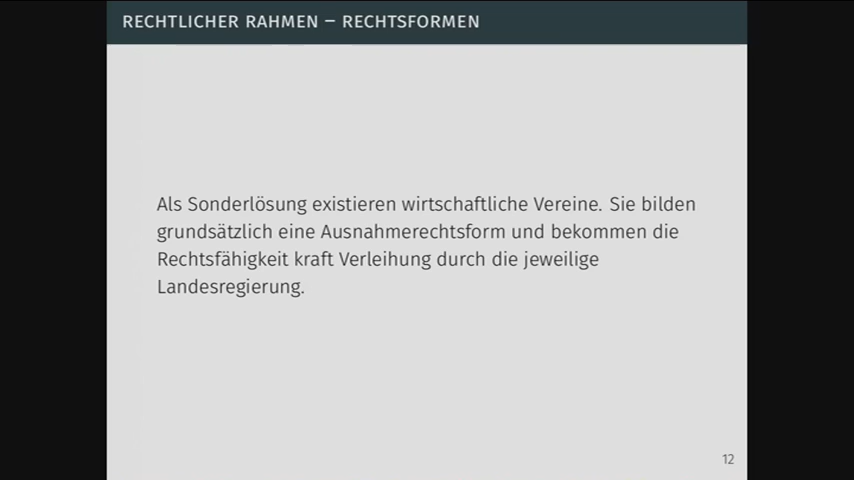 RECHTLICHER RAHMEN – RECHTSFORMEN
Als Sonderlösung existieren wirtschaftliche Vereine. Sie bilden
grundsätzlich eine Ausnahmerechtsform und bekommen die
Rechtsfähigkeit kraft Verleihung durch die jeweilige
Landesregierung.
12